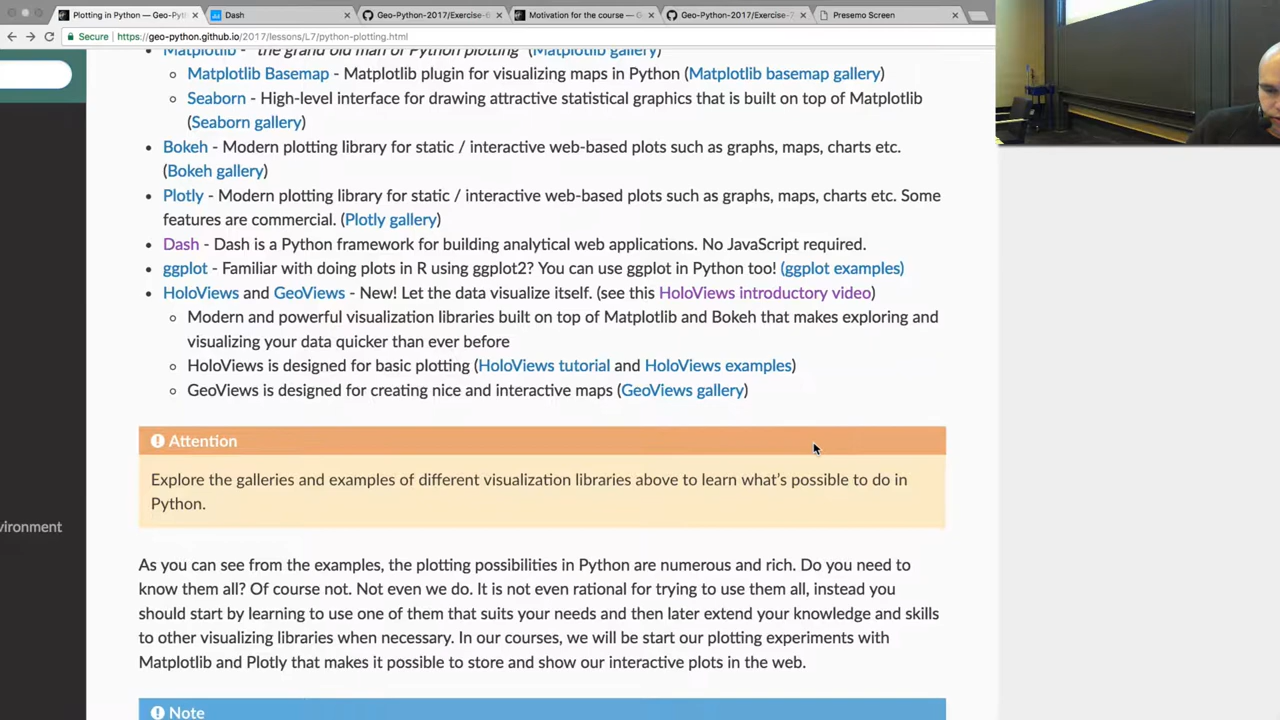 Plotting in Python — Geo-Pyth
Dash
Geo-Python-2017/Exercise-6
Motivation for the course — G
Geo-Python-2017/Exercise-7
Presemo Screen
Secure
https://geo-python.github.io/2017/lessons/L7/python-plotting.html
Matplotlib - "the grand old man of Python plotting" (Matplotlib gallery)
Matplotlib Basemap - Matplotlib plugin for visualizing maps in Python (Matplotlib basemap gallery)
Seaborn - High-level interface for drawing attractive statistical graphics that is built on top of Matplotlib
(Seaborn gallery)
Bokeh - Modern plotting library for static / interactive web-based plots such as graphs, maps, charts etc.
(Bokeh gallery)
Plotly - Modern plotting library for static / interactive web-based plots such as graphs, maps, charts etc. Some
features are commercial. (Plotly gallery)
Dash - Dash is a Python framework for building analytical web applications. No JavaScript required.
ggplot - Familiar with doing plots in R using ggplot2? You can use ggplot in Python too! (ggplot examples)
HoloViews and GeoViews - New! Let the data visualize itself. (see this HoloViews introductory video)
Modern and powerful visualization libraries built on top of Matplotlib and Bokeh that makes exploring and
visualizing your data quicker than ever before
HoloViews is designed for basic plotting (HoloViews tutorial and HoloViews examples)
GeoViews is designed for creating nice and interactive maps (GeoViews gallery)
Attention
Explore the galleries and examples of different visualization libraries above to learn what's possible to do in
Python.
vironment
As you can see from the examples, the plotting possibilities in Python are numerous and rich. Do you need to
know them all? Of course not. Not even we do. It is not even rational for trying to use them all, instead you
should start by learning to use one of them that suits your needs and then later extend your knowledge and skills
to other visualizing libraries when necessary. In our courses, we will be start our plotting experiments with
Matplotlib and Plotly that makes it possible to store and show our interactive plots in the web.
Note